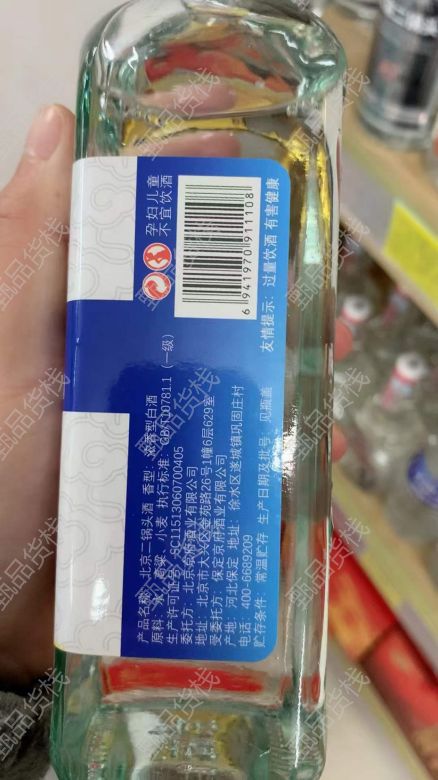 产品名称：北京二锅头酒 香型：浓香型白酒
原料：水、高粱、小麦 执行标准：GB/T10781.1（一级）
生产许可证号：SC11513060700405
委托方：北京京府酒业有限公司
地址：北京市大兴区金苑路26号1幢6层629室
受委托方：保定京府酒业有限公司
产地：河北保定 地址：徐水区遂城镇巩固庄村
电话：400-6689209
贮存条件：常温贮存 生产日期及批号：见瓶盖
孕妇儿童
不宜饮酒
6941970911108
友情提示：过量饮酒 有害健康
甄品货栈